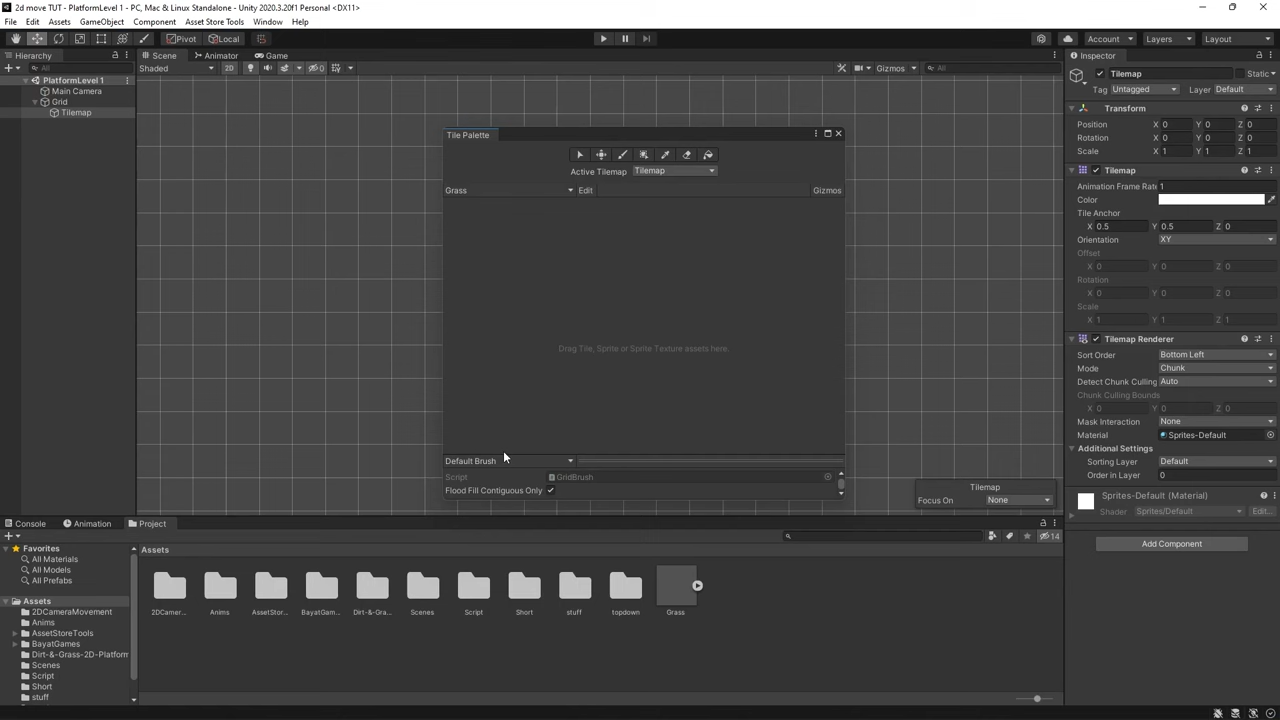 2d move TUT - PlatformLevel 1 - PC, Mac & Linux Standalone - Unity 2020.3.20f1 Personal <DX11>
File Edit Assets GameObject Component Asset Store Tools Window Help
Pivot Local Account Layers Layout
Hierarchy Scene Animator Game Inspector
All Shaded 2D 0 Gizmos All Tilemap Static
PlatformLevel 1
Main Camera
Grid
Tilemap
Tag Untagged Layer Default
Transform
Position X 0 Y 0 Z 0
Rotation X 0 Y 0 Z 0
Scale X 1 Y 1 Z 1
Tilemap
Animation Frame Rate 1
Color
Tile Anchor
X 0.5 Y 0.5 Z 0
Orientation XY
Offset
X 0 Y 0 Z 0
Rotation
X 0 Y 0 Z 0
Scale
X 1 Y 1 Z 1
Tilemap Renderer
Sort Order Bottom Left
Mode Chunk
Detect Chunk Culling Auto
Chunk Culling Bounds
X 0 Y 0 Z 0
Mask Interaction None
Material Sprites-Default
Additional Settings
Sorting Layer Default
Order in Layer 0
Sprites-Default (Material)
Shader Sprites/Default Edit...
Add Component
Tile Palette
Active Tilemap Tilemap
Grass Edit Gizmos
Drag Tile, Sprite or Sprite Texture assets here.
Default Brush
Script GridBrush
Flood Fill Contiguous Only
Tilemap
Focus On None
Console Animation Project
14
Favorites
All Materials
All Models
All Prefabs
Assets
2DCameraMovement
Anims
AssetStoreTools
BayatGames
Dirt-&-Grass-2D-Platform
Scenes
Script
Short
stuff
Assets
2DCamer... Anims AssetStor... BayatGam... Dirt-&-Gra... Scenes Script Short stuff topdown Grass